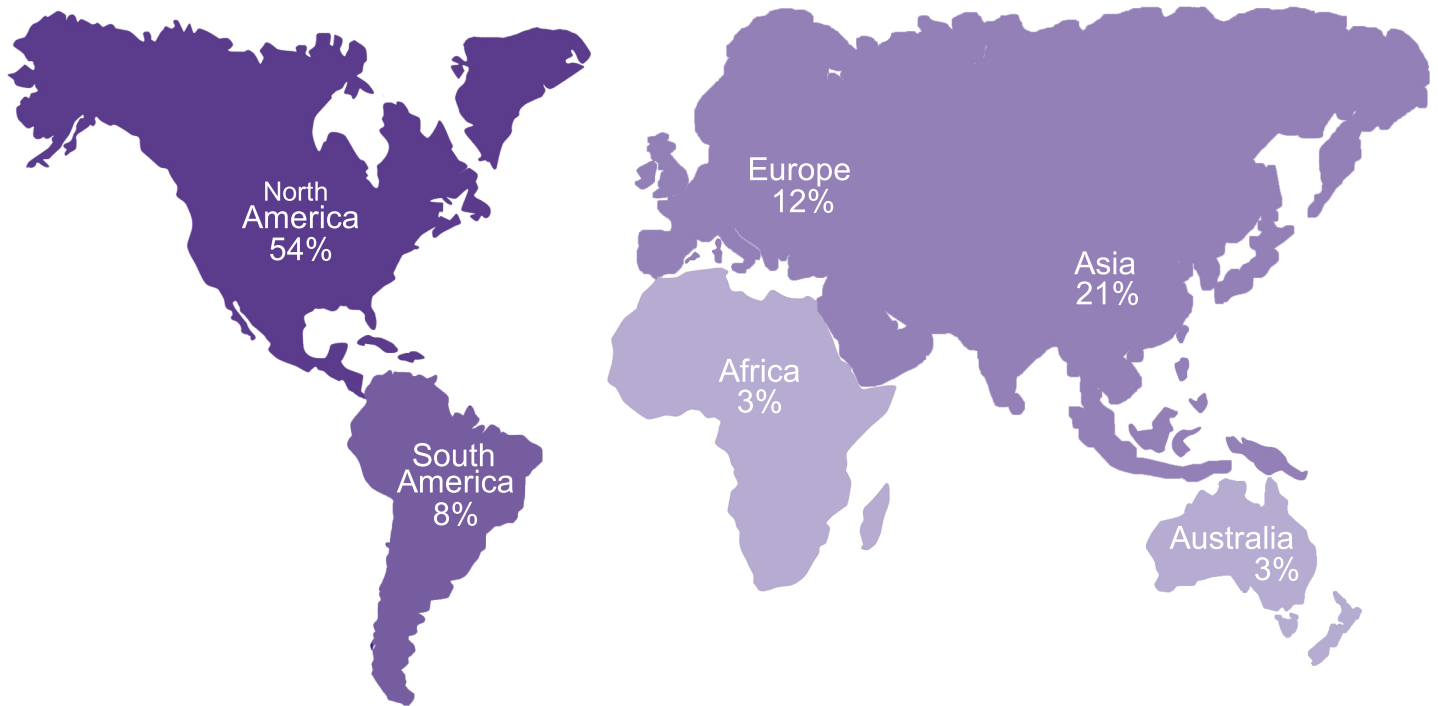 North
America
54%
South
America
8%
Europe
12%
Africa
3%
Asia
21%
Australia
3%